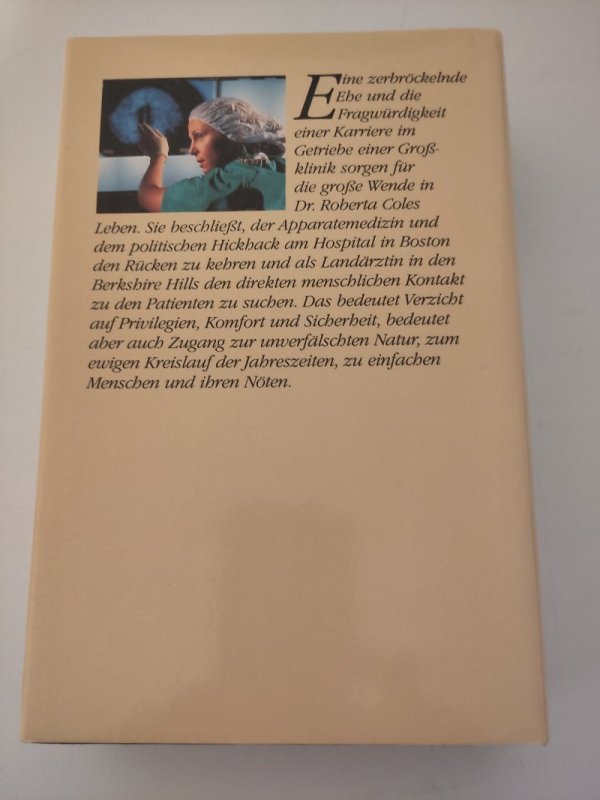 Eine zerbröckelnde
Ehe und die
Fragwürdigkeit
einer Karriere im
Getriebe einer Groß-
klinik sorgen für
die große Wende in
Dr. Roberta Coles
Leben. Sie beschließt, der Apparatemedizin und
dem politischen Hickhack am Hospital in Boston
den Rücken zu kehren und als Landärztin in den
Berkshire Hills den direkten menschlichen Kontakt
zu den Patienten zu suchen. Das bedeutet Verzicht
auf Privilegien, Komfort und Sicherheit, bedeutet
aber auch Zugang zur unverfälschten Natur, zum
ewigen Kreislauf der Jahreszeiten, zu einfachen
Menschen und ihren Nöten.